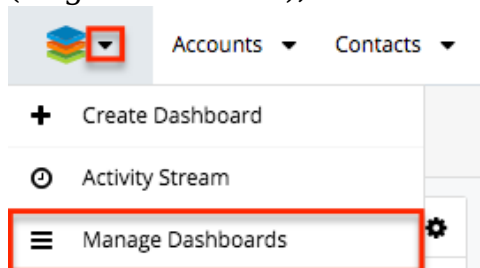 Accounts Contacts
Create Dashboard
Activity Stream
Manage Dashboards